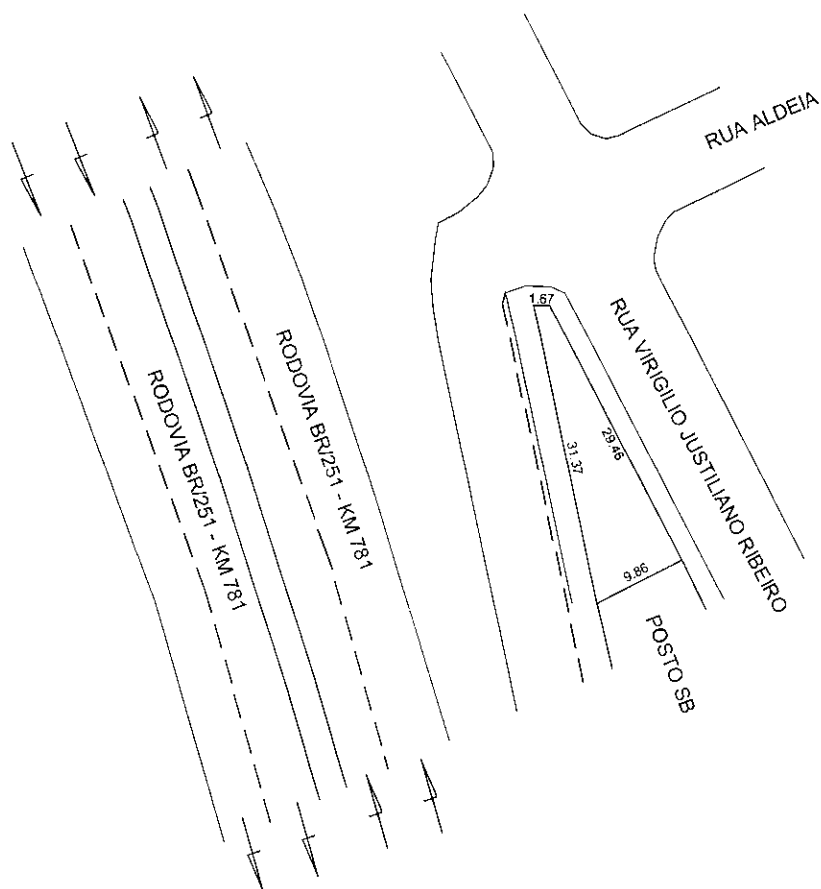 RUA ALDEIA
1.67
RUA VIRIGILIO JUSTILIANO RIBEIRO
RODOVIA BR/251 - KM 781
RODOVIA BR/251 - KM 781
29.46
31.37
9.86
POSTO SB